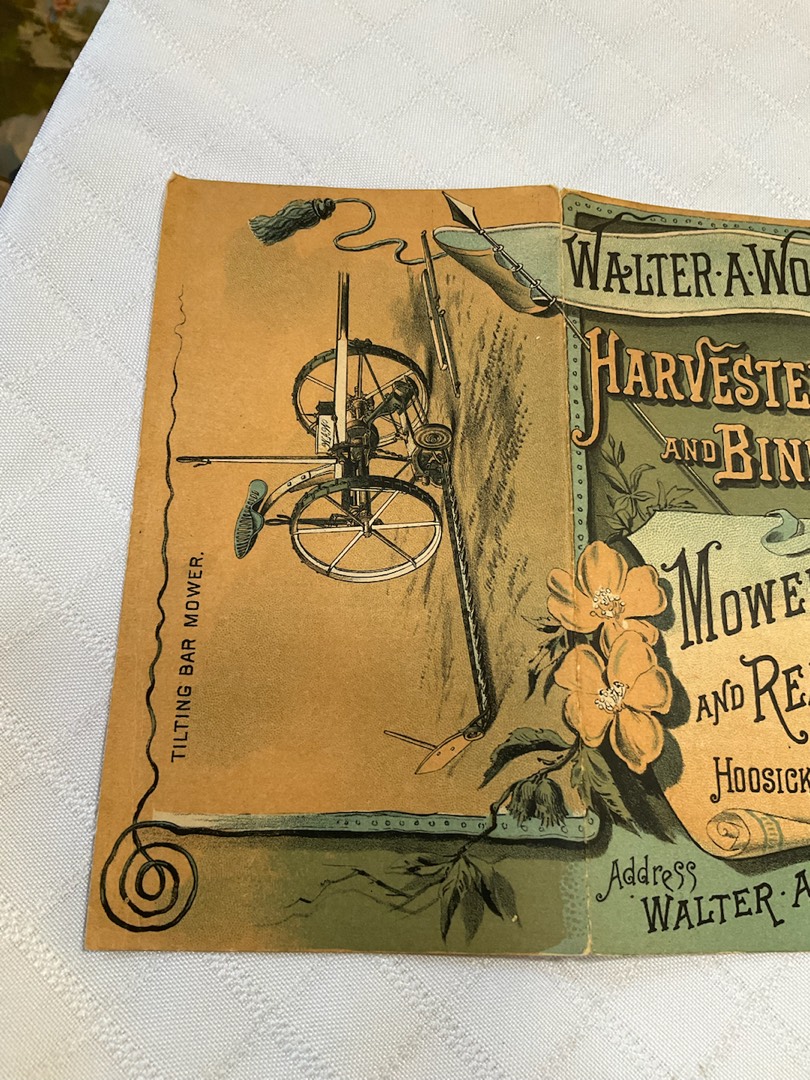 WALTER·A·WO
HARVESTE
AND BIN
MOWE
AND RE
HOOSICK
Address
WALTER·A
TILTING BAR MOWER.